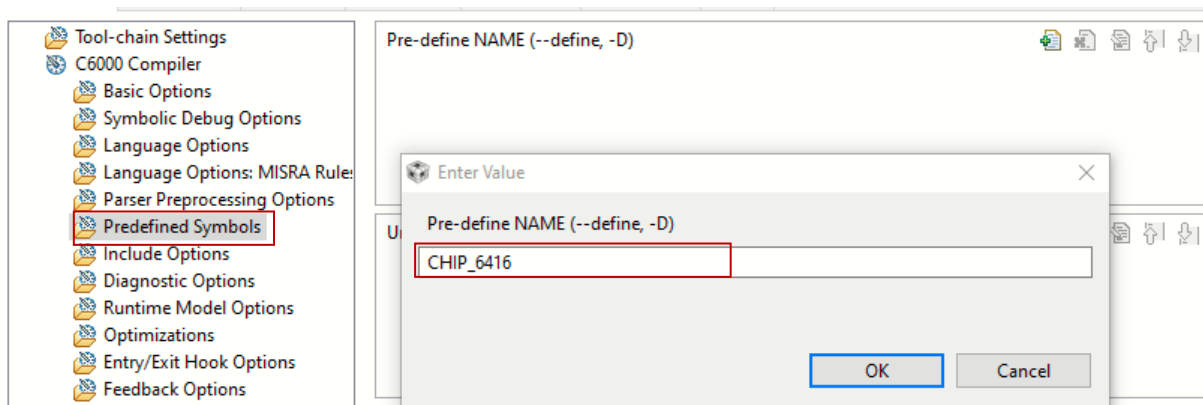 Tool-chain Settings
C6000 Compiler
Basic Options
Symbolic Debug Options
Language Options
Language Options: MISRA Rule
Parser Preprocessing Options
Predefined Symbols
Include Options
Diagnostic Options
Runtime Model Options
Optimizations
Entry/Exit Hook Options
Feedback Options
Pre-define NAME (--define, -D)
Enter Value
Pre-define NAME (--define, -D)
CHIP_6416
OK
Cancel